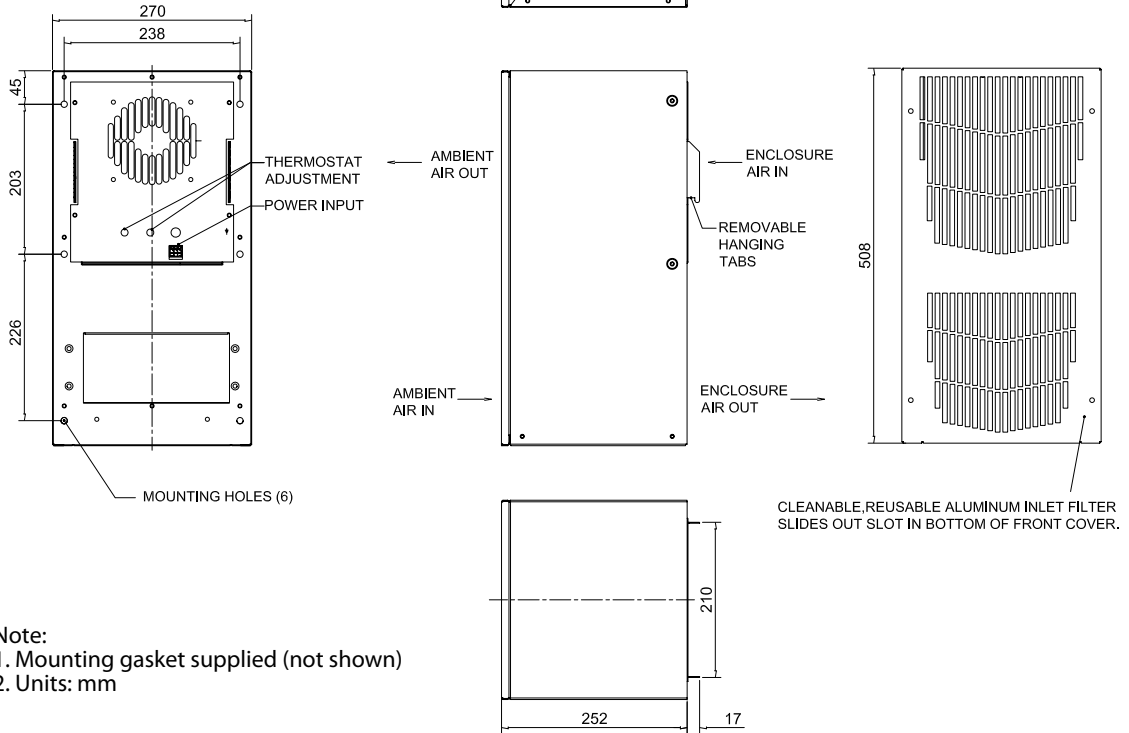 270
238
45
203
226
THERMOSTAT
ADJUSTMENT
POWER INPUT
MOUNTING HOLES (6)
AMBIENT
AIR OUT
ENCLOSURE
AIR IN
REMOVABLE
HANGING
TABS
AMBIENT
AIR IN
ENCLOSURE
AIR OUT
508
CLEANABLE,REUSABLE ALUMINUM INLET FILTER
SLIDES OUT SLOT IN BOTTOM OF FRONT COVER.
210
252
17
Note:
1. Mounting gasket supplied (not shown)
2. Units: mm